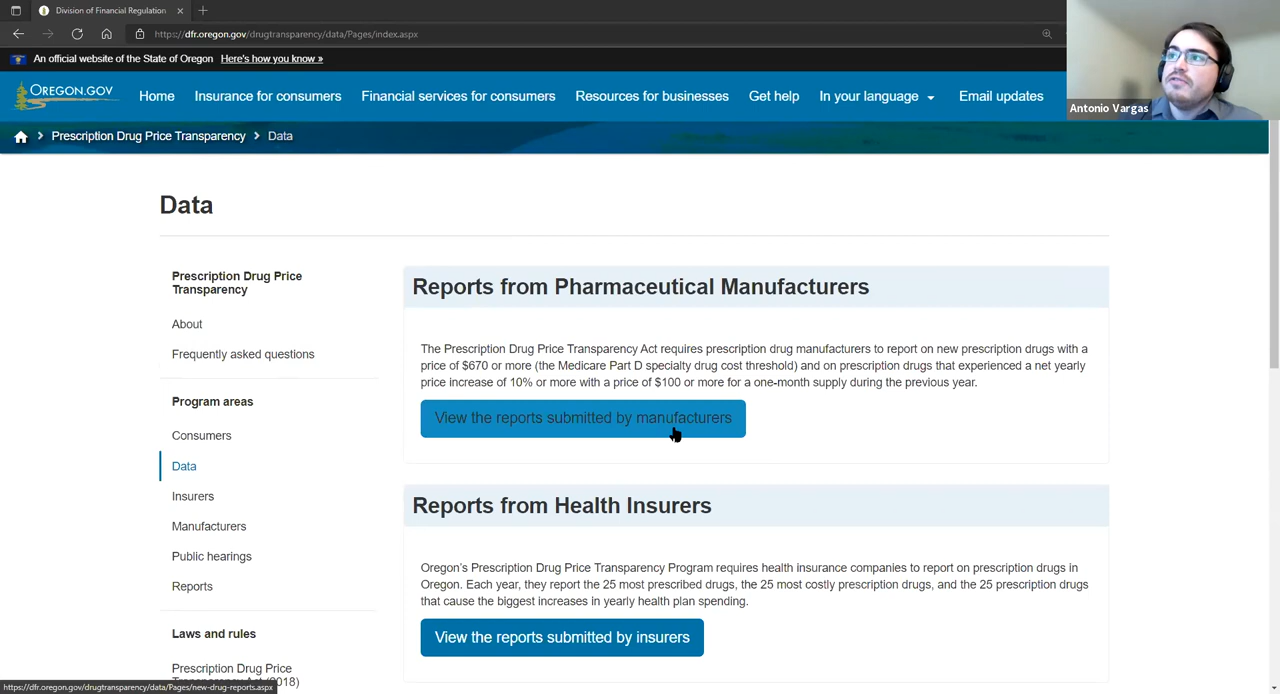 Division of Financial Regulation
https://dfr.oregon.gov/drugtransparency/data/Pages/index.aspx
An official website of the State of Oregon Here's how you know »
OREGON.GOV
Home Insurance for consumers Financial services for consumers Resources for businesses Get help In your language Email updates
Antonio Vargas
Prescription Drug Price Transparency Data
Data
Prescription Drug Price
Transparency
About
Frequently asked questions
Program areas
Consumers
Data
Insurers
Manufacturers
Public hearings
Reports
Laws and rules
Prescription Drug Price
Transparency Act (2018)
Reports from Pharmaceutical Manufacturers
The Prescription Drug Price Transparency Act requires prescription drug manufacturers to report on new prescription drugs with a
price of $670 or more (the Medicare Part D specialty drug cost threshold) and on prescription drugs that experienced a net yearly
price increase of 10% or more with a price of $100 or more for a one-month supply during the previous year.
View the reports submitted by manufacturers
Reports from Health Insurers
Oregon's Prescription Drug Price Transparency Program requires health insurance companies to report on prescription drugs in
Oregon. Each year, they report the 25 most prescribed drugs, the 25 most costly prescription drugs, and the 25 prescription drugs
that cause the biggest increases in yearly health plan spending.
View the reports submitted by insurers
https://dfr.oregon.gov/drugtransparency/data/Pages/new-drug-reports.aspx